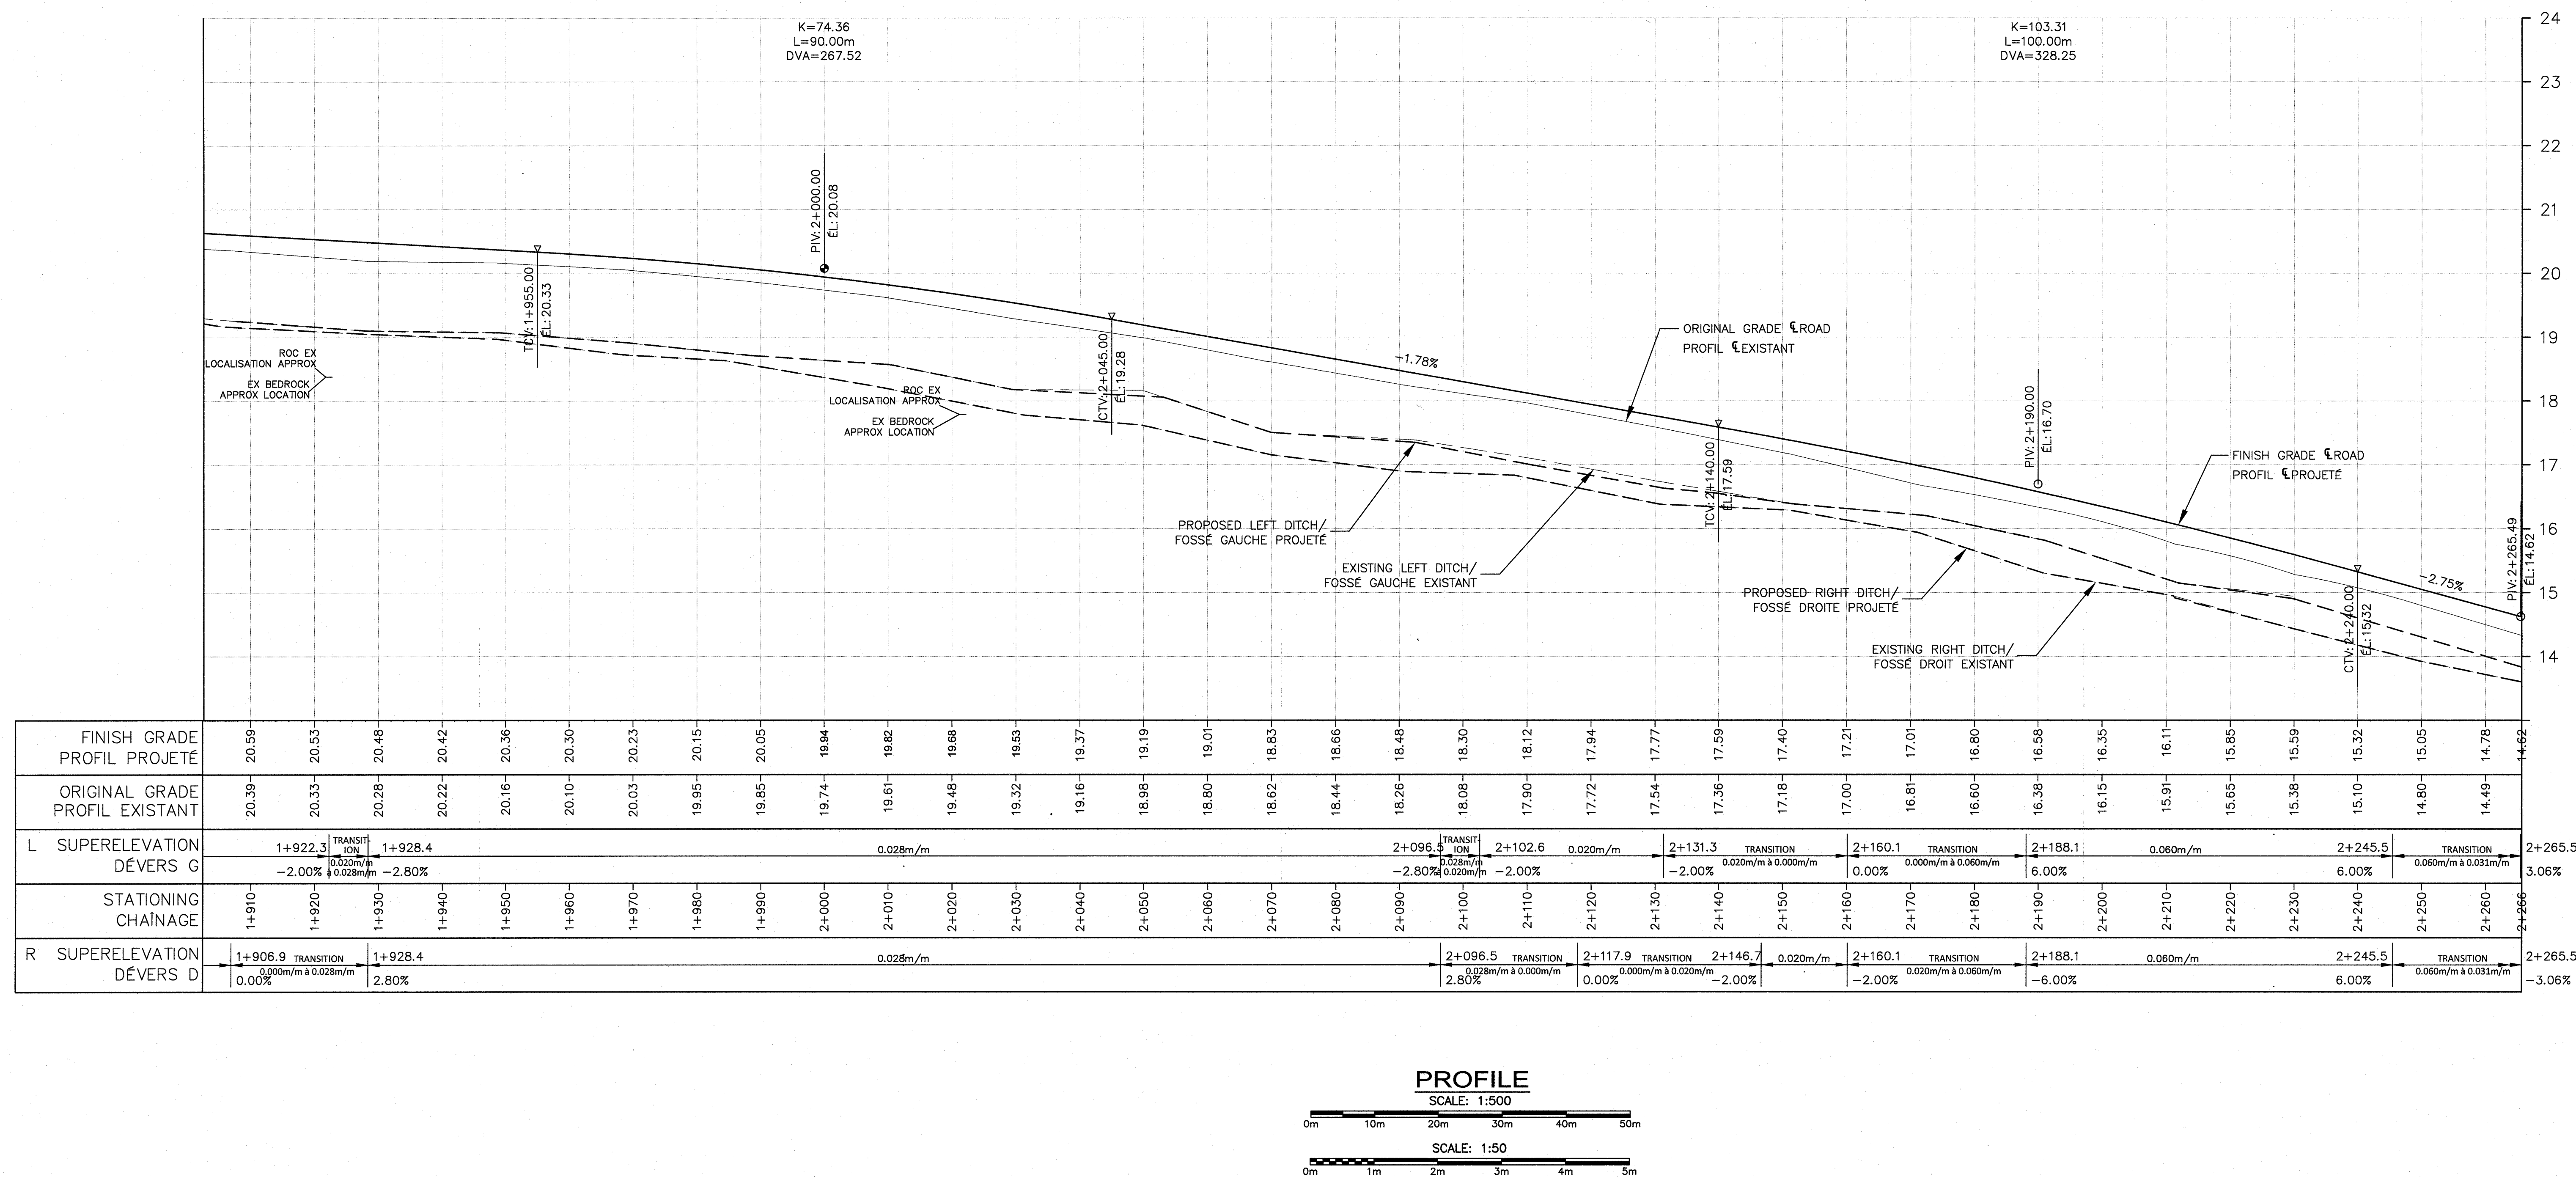 K=74.36
L=90.00m
DVA=267.52
K=103.31
L=100.00m
DVA=328.25
24
23
22
21
20
19
18
17
16
15
14
PIV: 2+000.00
ÉL: 20.08
TCV: 1+955.00
ÉL: 20.33
CTV: 2+045.00
ÉL: 19.28
TCV: 2+140.00
ÉL: 17.59
PIV: 2+190.00
ÉL: 16.70
CTV: 2+240.00
ÉL: 15.32
PIV: 2+265.49
ÉL: 14.62
-1.78%
-2.75%
ROC EX
LOCALISATION APPROX
EX BEDROCK
APPROX LOCATION
ROC EX
LOCALISATION APPROX
EX BEDROCK
APPROX LOCATION
ORIGINAL GRADE ℄ ROAD
PROFIL ℄ EXISTANT
FINISH GRADE ℄ ROAD
PROFIL ℄ PROJETÉ
PROPOSED LEFT DITCH/
FOSSÉ GAUCHE PROJETÉ
EXISTING LEFT DITCH/
FOSSÉ GAUCHE EXISTANT
PROPOSED RIGHT DITCH/
FOSSÉ DROITE PROJETÉ
EXISTING RIGHT DITCH/
FOSSÉ DROIT EXISTANT
FINISH GRADE
PROFIL PROJETÉ
20.59 20.53 20.48 20.42 20.36 20.30 20.23 20.15 20.05 19.94 19.82 19.68 19.53 19.37 19.19 19.01 18.83 18.66 18.48 18.30 18.12 17.94 17.77 17.59 17.40 17.21 17.01 16.80 16.58 16.35 16.11 15.85 15.59 15.32 15.05 14.78 14.62
ORIGINAL GRADE
PROFIL EXISTANT
20.39 20.33 20.28 20.22 20.16 20.10 20.03 19.95 19.85 19.74 19.61 19.48 19.32 19.16 18.98 18.80 18.62 18.44 18.26 18.08 17.90 17.72 17.54 17.36 17.18 17.00 16.81 16.60 16.38 16.15 15.91 15.65 15.38 15.10 14.80 14.49
L SUPERELEVATION
DÉVERS G
1+922.3 TRANSIT-ION 1+928.4 0.028m/m 2+096.5 TRANSIT-ION 2+102.6 0.020m/m 2+131.3 TRANSITION 2+160.1 TRANSITION 2+188.1 0.060m/m 2+245.5 TRANSITION 2+265.5
0.020m/m à 0.028m/m 0.028m/m à 0.020m/m 0.020m/m à 0.000m/m 0.000m/m à 0.060m/m 0.060m/m à 0.031m/m
-2.00% -2.80% -2.80% -2.00% -2.00% 0.00% 6.00% 6.00% 3.06%
STATIONING
CHAÎNAGE
1+910 1+920 1+930 1+940 1+950 1+960 1+970 1+980 1+990 2+000 2+010 2+020 2+030 2+040 2+050 2+060 2+070 2+080 2+090 2+100 2+110 2+120 2+130 2+140 2+150 2+160 2+170 2+180 2+190 2+200 2+210 2+220 2+230 2+240 2+250 2+260 2+266
R SUPERELEVATION
DÉVERS D
1+906.9 TRANSITION 1+928.4 0.028m/m 2+096.5 TRANSITION 2+117.9 TRANSITION 2+146.7 0.020m/m 2+160.1 TRANSITION 2+188.1 0.060m/m 2+245.5 TRANSITION 2+265.5
0.000m/m à 0.028m/m 0.028m/m à 0.000m/m 0.000m/m à 0.020m/m 0.020m/m à 0.060m/m 0.060m/m à 0.031m/m
0.00% 2.80% 2.80% 0.00% -2.00% -2.00% -6.00% 6.00% -3.06%
PROFILE
SCALE: 1:500
0m 10m 20m 30m 40m 50m
SCALE: 1:50
0m 1m 2m 3m 4m 5m